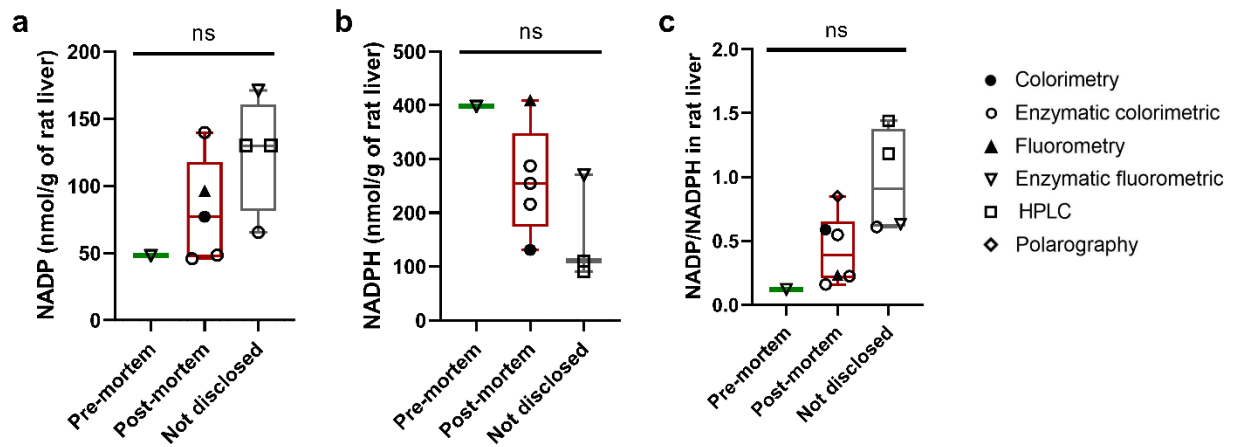 a
ns
NADP (nmol/g of rat liver)
200
150
100
50
0
Pre-mortem
Post-mortem
Not disclosed
b
ns
NADPH (nmol/g of rat liver)
500
400
300
200
100
0
Pre-mortem
Post-mortem
Not disclosed
c
ns
NADP/NADPH in rat liver
2.0
1.5
1.0
0.5
0.0
Pre-mortem
Post-mortem
Not disclosed
Colorimetry
Enzymatic colorimetric
Fluorometry
Enzymatic fluorometric
HPLC
Polarography